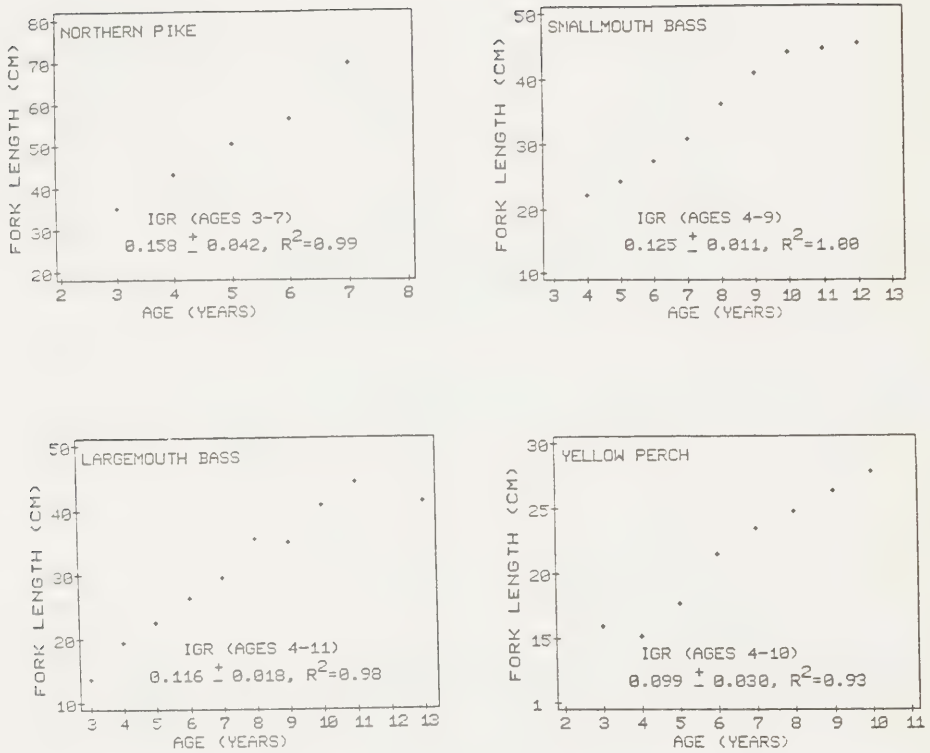 NORTHERN PIKE
FORK LENGTH (CM)
80
70
60
50
40
30
20
IGR (AGES 3-7)
0.158 ± 0.042, R²=0.99
2 3 4 5 6 7 8
AGE (YEARS)
SMALLMOUTH BASS
FORK LENGTH (CM)
50
40
30
20
10
IGR (AGES 4-9)
0.125 ± 0.011, R²=1.00
3 4 5 6 7 8 9 10 11 12 13
AGE (YEARS)
LARGEMOUTH BASS
FORK LENGTH (CM)
50
40
30
20
10
IGR (AGES 4-11)
0.116 ± 0.018, R²=0.98
3 4 5 6 7 8 9 10 11 12 13
AGE (YEARS)
YELLOW PERCH
FORK LENGTH (CM)
30
25
20
15
1
IGR (AGES 4-10)
0.099 ± 0.030, R²=0.93
2 3 4 5 6 7 8 9 10 11
AGE (YEARS)